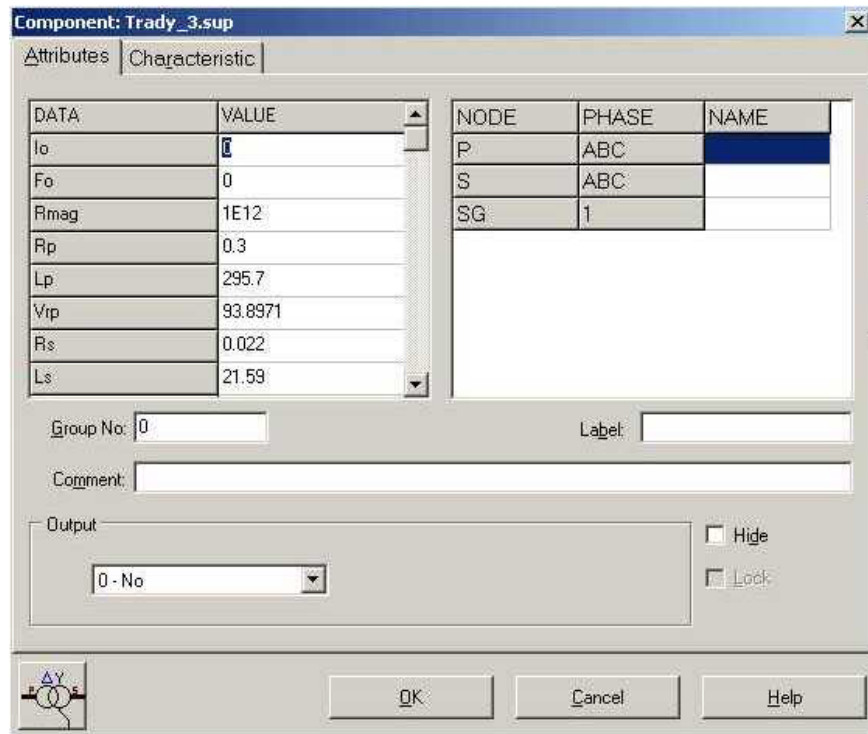 Component: Trady_3.sup
Attributes Characteristic
DATA VALUE
Io 0
Fo 0
Rmag 1E12
Rp 0.3
Lp 295.7
Vrp 93.8971
Rs 0.022
Ls 21.59
NODE PHASE NAME
P ABC
S ABC
SG 1
Group No: 0
Label:
Comment:
Output
0 - No
Hide
Lock
ΔY
P S
OK Cancel Help